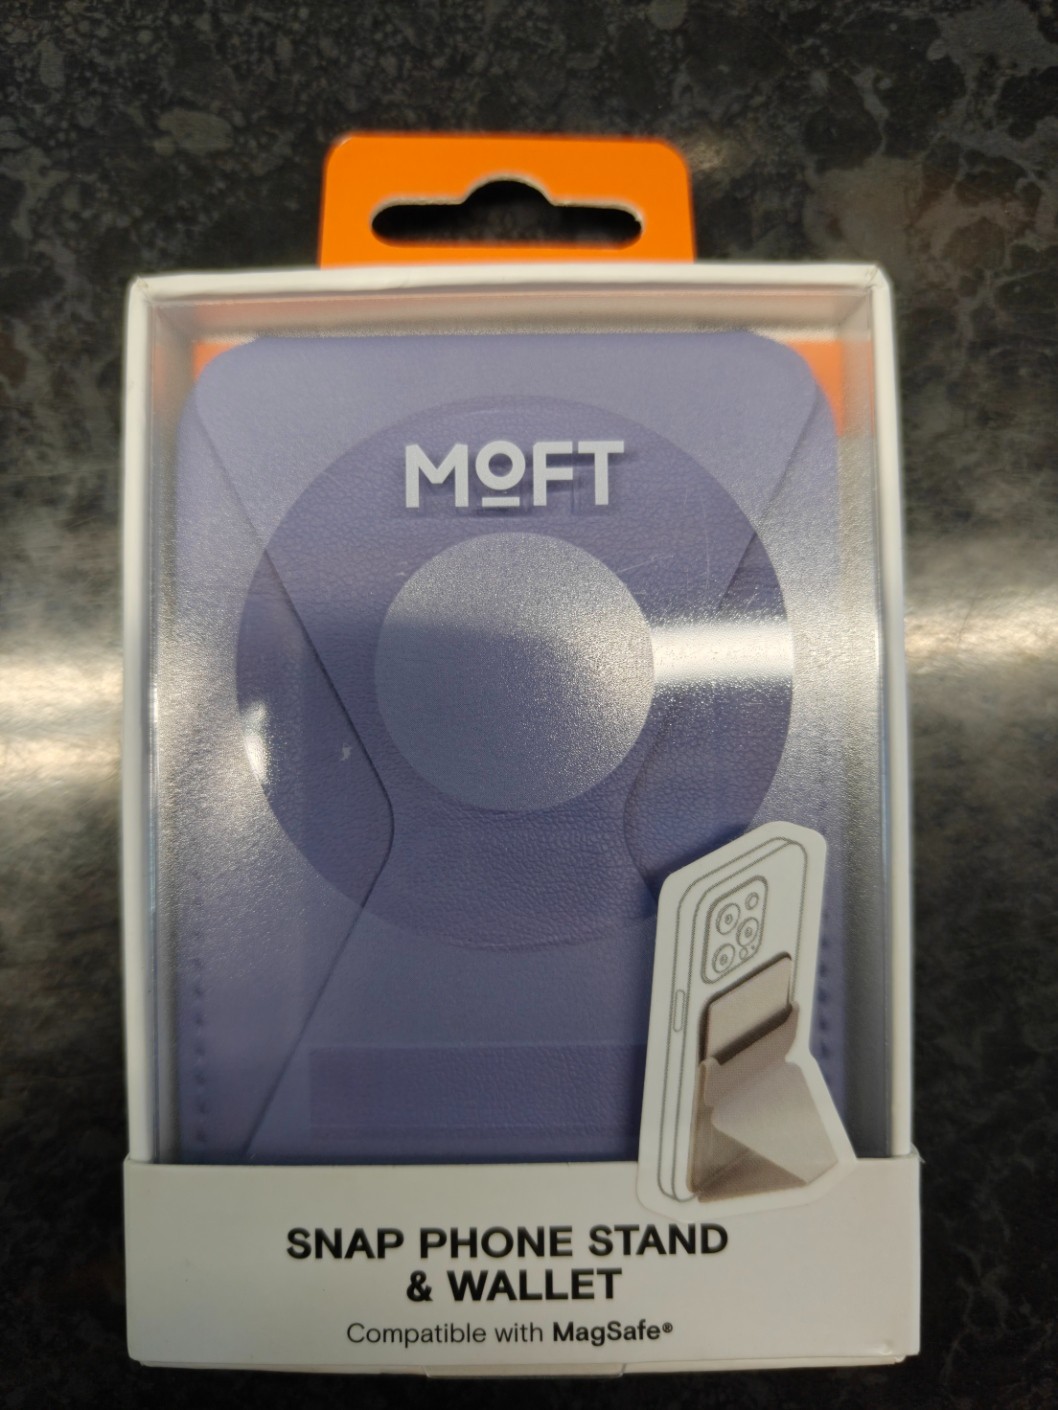 MOFT
SNAP PHONE STAND
& WALLET
Compatible with MagSafe®